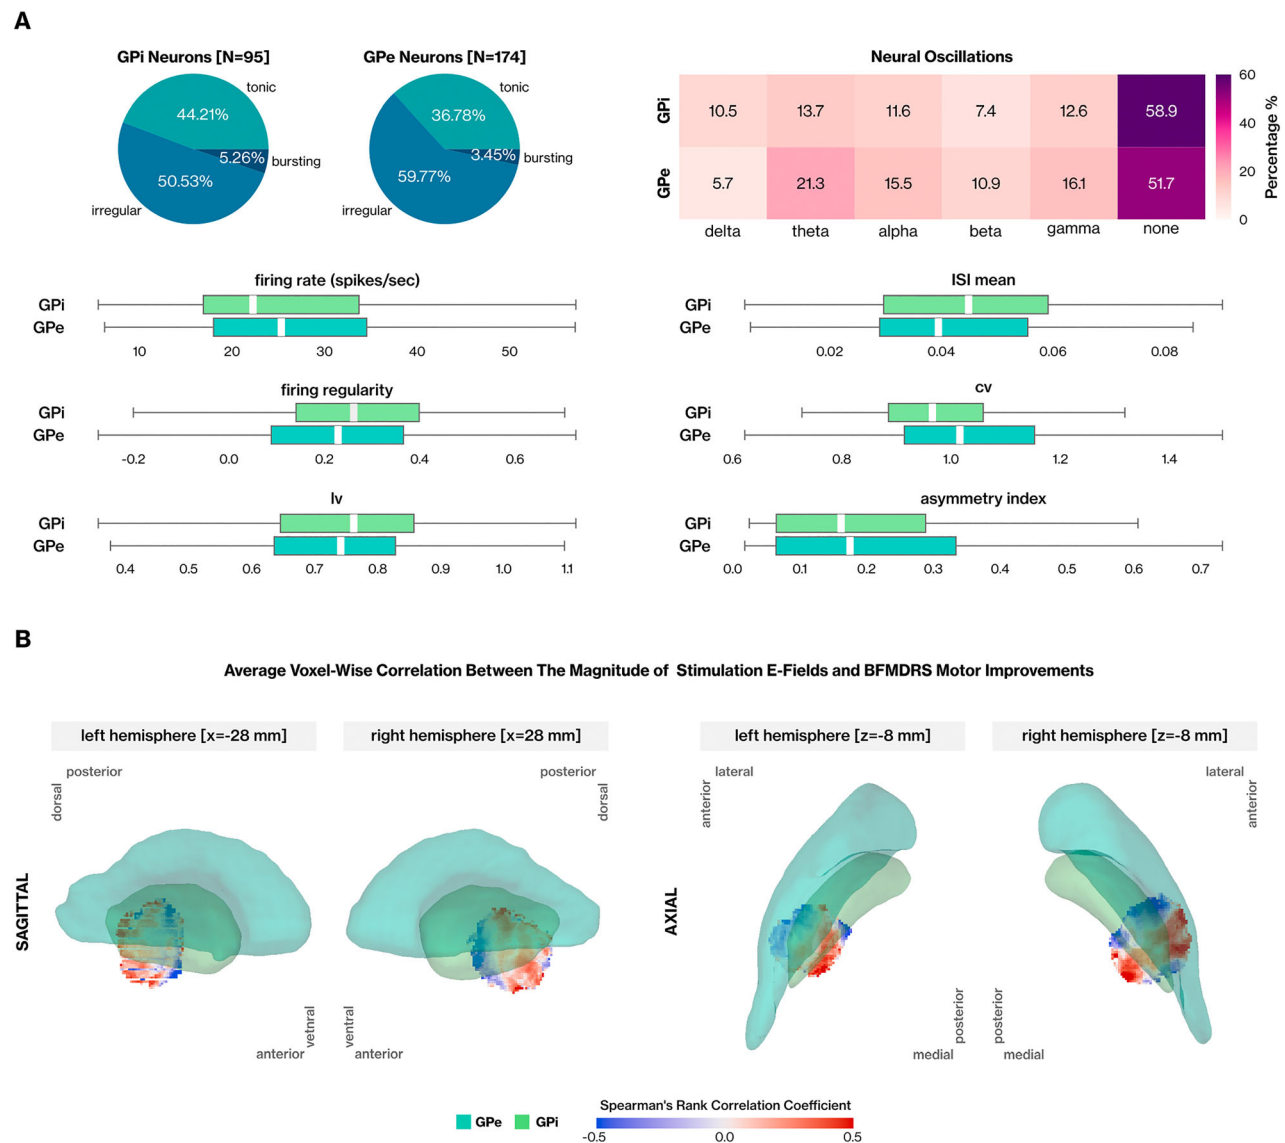 A
GPi Neurons [N=95]
tonic
44.21%
5.26%
bursting
50.53%
irregular
GPe Neurons [N=174]
tonic
36.78%
3.45%
bursting
59.77%
irregular
Neural Oscillations
GPi
10.5 13.7 11.6 7.4 12.6 58.9
GPe
5.7 21.3 15.5 10.9 16.1 51.7
delta theta alpha beta gamma none
60
40
20
0
Percentage %
firing rate (spikes/sec)
GPi
GPe
10 20 30 40 50
ISI mean
GPi
GPe
0.02 0.04 0.06 0.08
firing regularity
GPi
GPe
-0.2 0.0 0.2 0.4 0.6
cv
GPi
GPe
0.6 0.8 1.0 1.2 1.4
lv
GPi
GPe
0.4 0.5 0.6 0.7 0.8 0.9 1.0 1.1
asymmetry index
GPi
GPe
0.0 0.1 0.2 0.3 0.4 0.5 0.6 0.7
B
Average Voxel-Wise Correlation Between The Magnitude of Stimulation E-Fields and BFMDRS Motor Improvements
left hemisphere [x=-28 mm]
right hemisphere [x=28 mm]
left hemisphere [z=-8 mm]
right hemisphere [z=-8 mm]
posterior
dorsal
posterior
dorsal
lateral
anterior
lateral
anterior
SAGITTAL
AXIAL
vetnral
anterior
ventral
anterior
posterior
medial
posterior
medial
GPe
GPi
Spearman's Rank Correlation Coefficient
-0.5 0.0 0.5